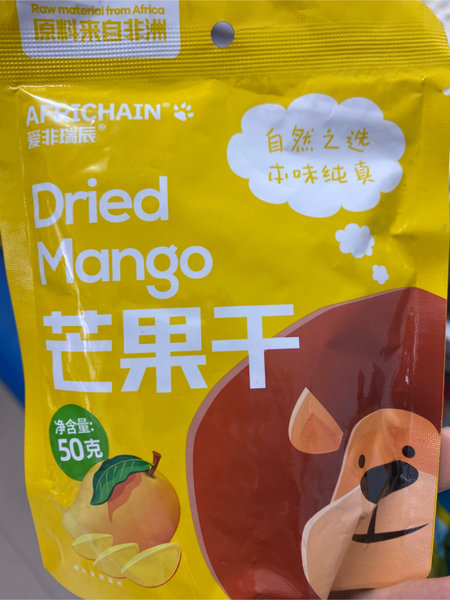 Raw material from Africa
原料来自非洲
AFRICHAIN®
爱非瑞辰®
自然之选
本味纯真
Dried
Mango
芒果干
净含量:
50克